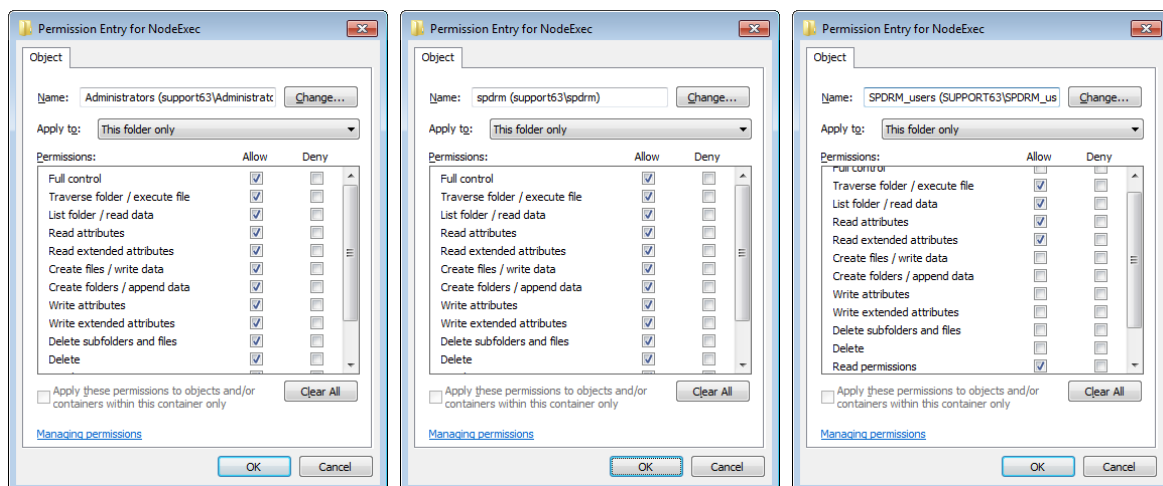 Permission Entry for NodeExec
Object
Name: Administrators (support63\Administratc Change...
Apply to: This folder only
Permissions: Allow Deny
Full control
Traverse folder / execute file
List folder / read data
Read attributes
Read extended attributes
Create files / write data
Create folders / append data
Write attributes
Write extended attributes
Delete subfolders and files
Delete
Apply these permissions to objects and/or
containers within this container only
Clear All
Managing permissions
OK Cancel
Permission Entry for NodeExec
Object
Name: spdrm (support63\spdrm) Change...
Apply to: This folder only
Permissions: Allow Deny
Full control
Traverse folder / execute file
List folder / read data
Read attributes
Read extended attributes
Create files / write data
Create folders / append data
Write attributes
Write extended attributes
Delete subfolders and files
Delete
Apply these permissions to objects and/or
containers within this container only
Clear All
Managing permissions
OK Cancel
Permission Entry for NodeExec
Object
Name: SPDRM_users (SUPPORT63\SPDRM_us Change...
Apply to: This folder only
Permissions: Allow Deny
Full control
Traverse folder / execute file
List folder / read data
Read attributes
Read extended attributes
Create files / write data
Create folders / append data
Write attributes
Write extended attributes
Delete subfolders and files
Delete
Read permissions
Apply these permissions to objects and/or
containers within this container only
Clear All
Managing permissions
OK Cancel